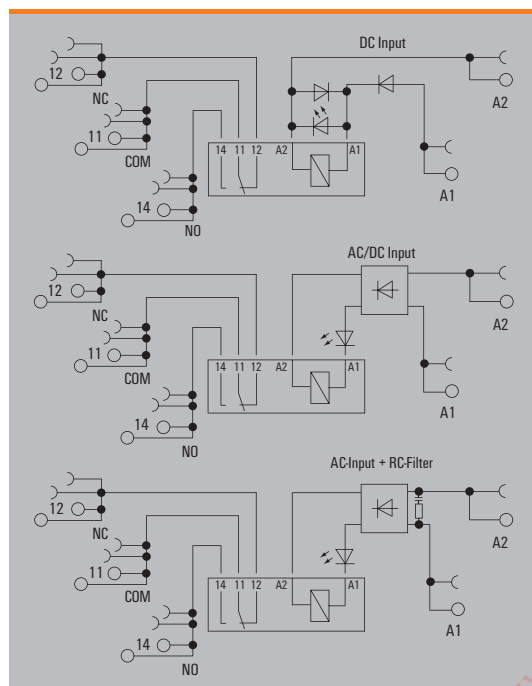 DC Input
12
NC
A2
11
COM
14 11 12 A2 A1
A1
14
NO
AC/DC Input
12
NC
A2
11
COM
14 11 12 A2 A1
A1
14
NO
AC-Input + RC-Filter
12
NC
A2
11
COM
14 11 12 A2 A1
A1
14
NO